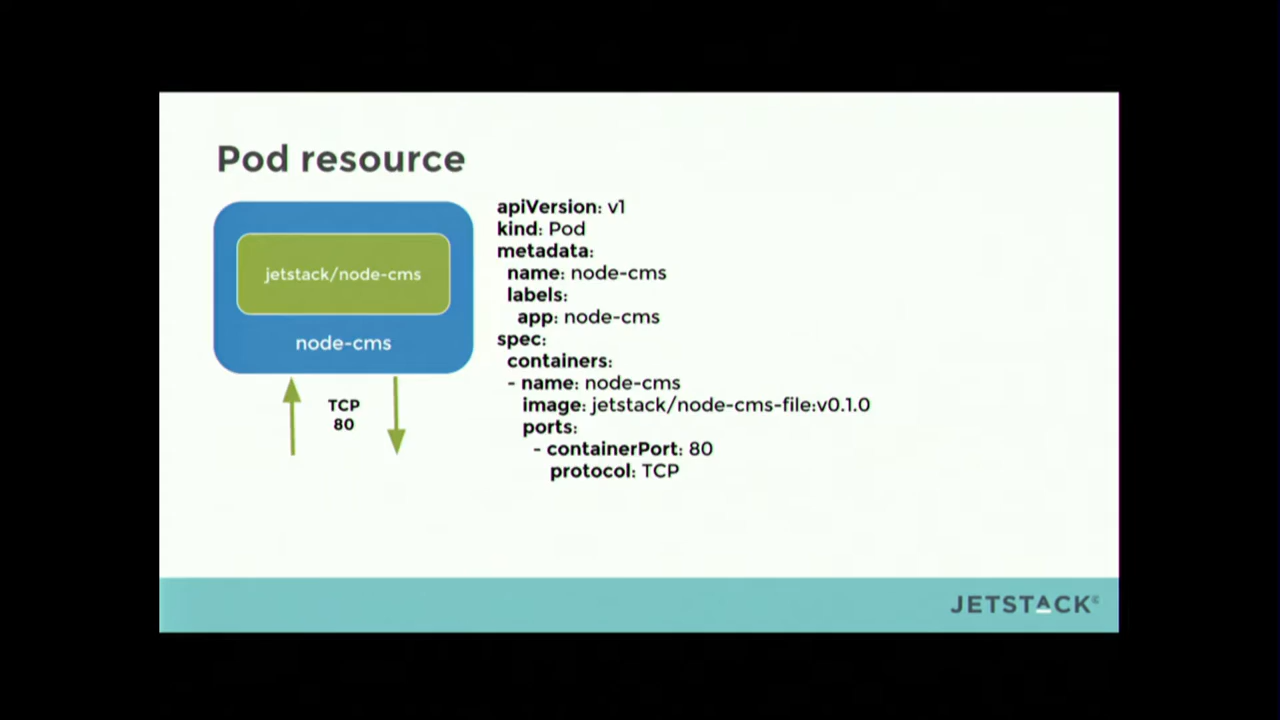 Pod resource
jetstack/node-cms
node-cms
TCP
80
apiVersion: v1
kind: Pod
metadata:
name: node-cms
labels:
app: node-cms
spec:
containers:
- name: node-cms
image: jetstack/node-cms-file:v0.1.0
ports:
- containerPort: 80
protocol: TCP
JETSTACK©